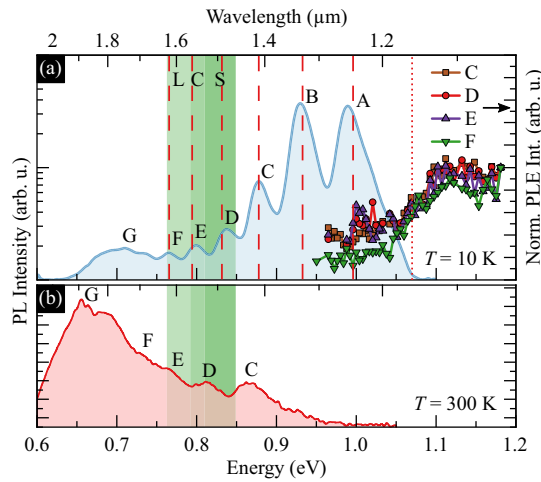 Wavelength (µm)
2 1.8 1.6 1.4 1.2
(a) L C S
B A
C
D
E
F
G
C
D
E
F
T = 10 K
PL Intensity (arb. u.)
Norm. PLE Int. (arb. u.)
(b) G
F
E
D
C
T = 300 K
0.6 0.7 0.8 0.9 1.0 1.1 1.2
Energy (eV)